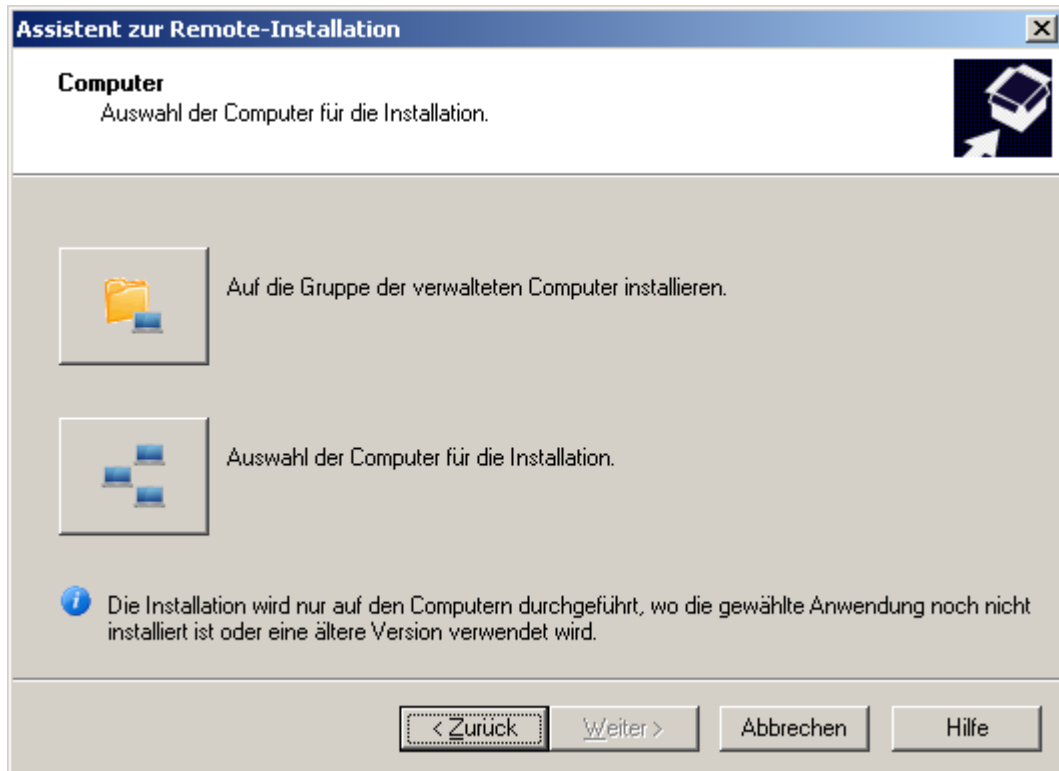 Assistent zur Remote-Installation
Computer
Auswahl der Computer für die Installation.
Auf die Gruppe der verwalteten Computer installieren.
Auswahl der Computer für die Installation.
Die Installation wird nur auf den Computern durchgeführt, wo die gewählte Anwendung noch nicht
installiert ist oder eine ältere Version verwendet wird.
< Zurück Weiter > Abbrechen Hilfe